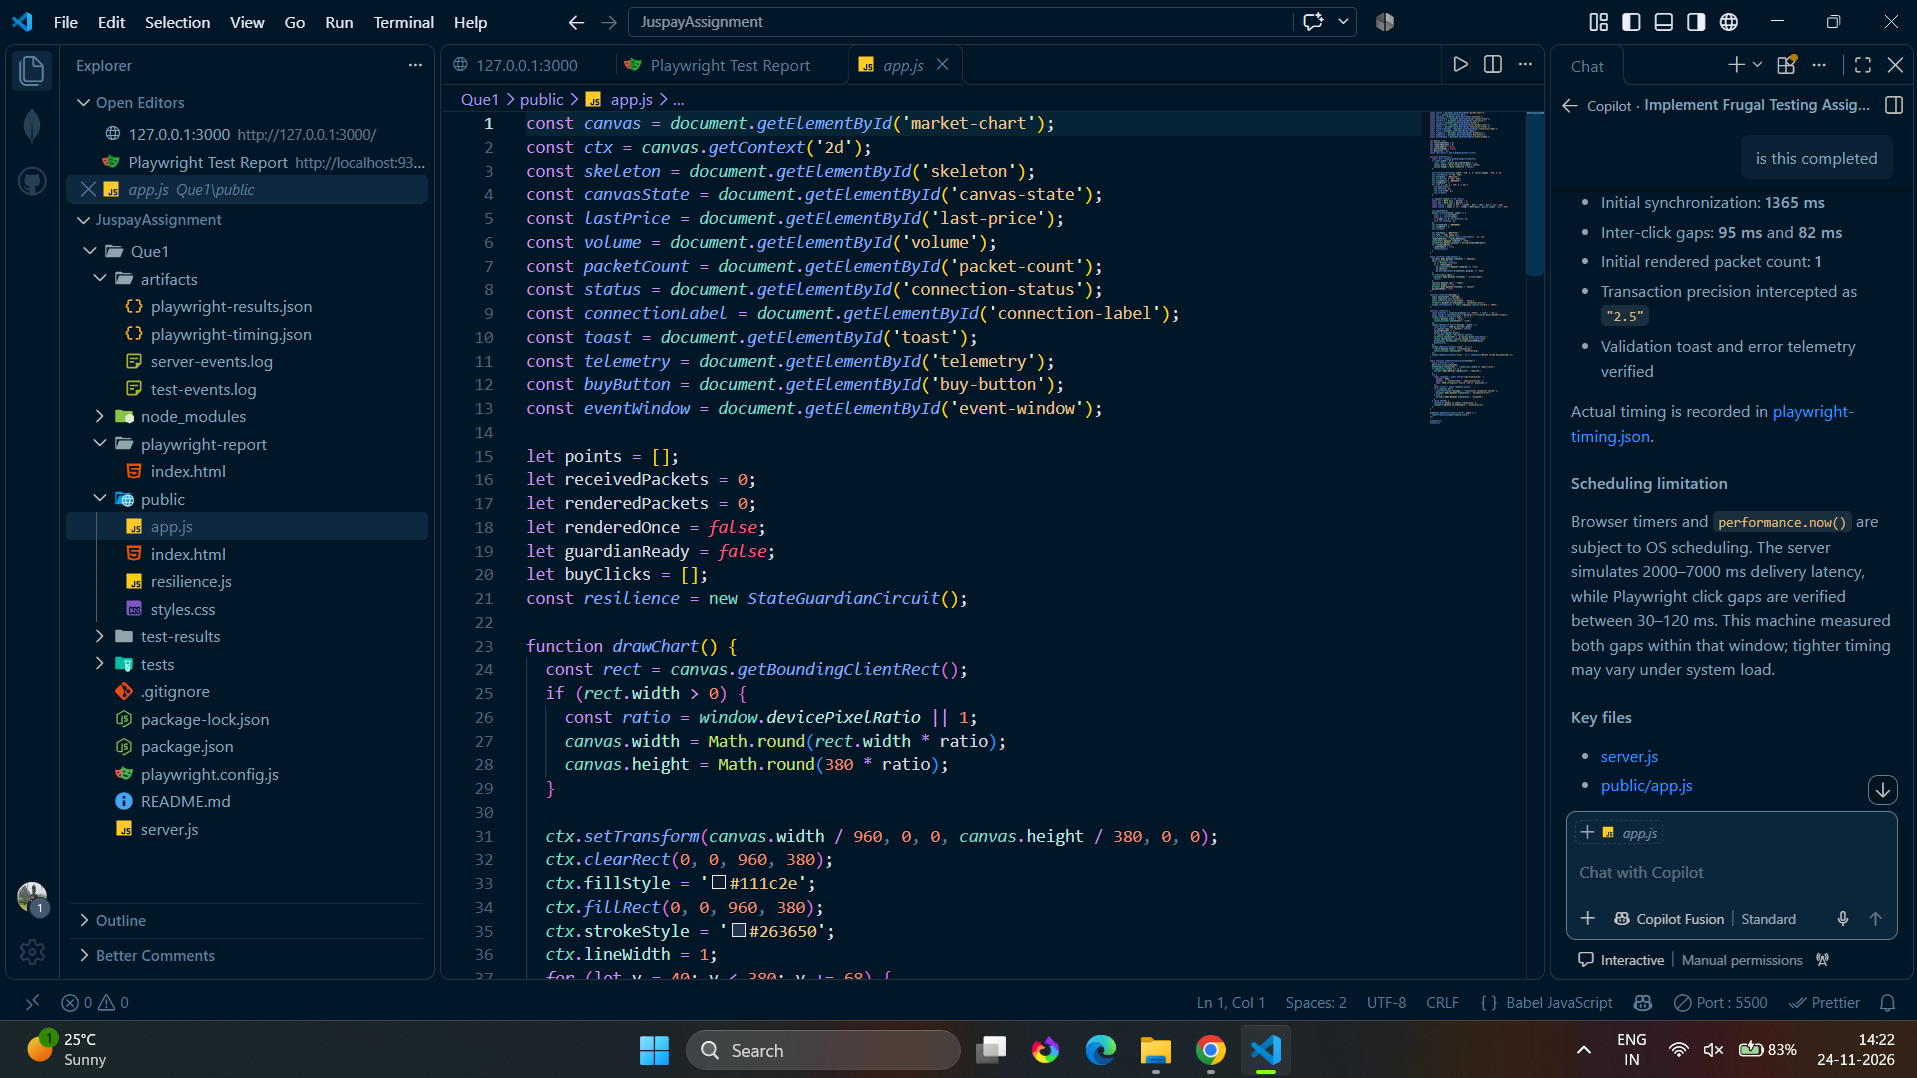 File Edit Selection View Go Run Terminal Help
JuspayAssignment
Explorer
Open Editors
127.0.0.1:3000 http://127.0.0.1:3000/
Playwright Test Report http://localhost:93...
app.js Que1\public
JuspayAssignment
Que1
artifacts
playwright-results.json
playwright-timing.json
server-events.log
test-events.log
node_modules
playwright-report
index.html
public
app.js
index.html
resilience.js
styles.css
test-results
tests
.gitignore
package-lock.json
package.json
playwright.config.js
README.md
server.js
Outline
Better Comments
1
127.0.0.1:3000 Playwright Test Report app.js
Que1 > public > app.js > ...
1 const canvas = document.getElementById('market-chart');
2 const ctx = canvas.getContext('2d');
3 const skeleton = document.getElementById('skeleton');
4 const canvasState = document.getElementById('canvas-state');
5 const lastPrice = document.getElementById('last-price');
6 const volume = document.getElementById('volume');
7 const packetCount = document.getElementById('packet-count');
8 const status = document.getElementById('connection-status');
9 const connectionLabel = document.getElementById('connection-label');
10 const toast = document.getElementById('toast');
11 const telemetry = document.getElementById('telemetry');
12 const buyButton = document.getElementById('buy-button');
13 const eventWindow = document.getElementById('event-window');
14
15 let points = [];
16 let receivedPackets = 0;
17 let renderedPackets = 0;
18 let renderedOnce = false;
19 let guardianReady = false;
20 let buyClicks = [];
21 const resilience = new StateGuardianCircuit();
22
23 function drawChart() {
24 const rect = canvas.getBoundingClientRect();
25 if (rect.width > 0) {
26 const ratio = window.devicePixelRatio || 1;
27 canvas.width = Math.round(rect.width * ratio);
28 canvas.height = Math.round(380 * ratio);
29 }
30
31 ctx.setTransform(canvas.width / 960, 0, 0, canvas.height / 380, 0, 0);
32 ctx.clearRect(0, 0, 960, 380);
33 ctx.fillStyle = '#111c2e';
34 ctx.fillRect(0, 0, 960, 380);
35 ctx.strokeStyle = '#263650';
36 ctx.lineWidth = 1;
37 for (let y = 40; y < 380; y += 68) {
Chat
Copilot · Implement Frugal Testing Assig...
is this completed
• Initial synchronization: 1365 ms
• Inter-click gaps: 95 ms and 82 ms
• Initial rendered packet count: 1
• Transaction precision intercepted as
"2.5"
• Validation toast and error telemetry
verified
Actual timing is recorded in playwright-
timing.json.
Scheduling limitation
Browser timers and performance.now() are
subject to OS scheduling. The server
simulates 2000–7000 ms delivery latency,
while Playwright click gaps are verified
between 30–120 ms. This machine measured
both gaps within that window; tighter timing
may vary under system load.
Key files
• server.js
• public/app.js
app.js
Chat with Copilot
Copilot Fusion Standard
Interactive Manual permissions
0 0
Ln 1, Col 1 Spaces: 2 UTF-8 CRLF { } Babel JavaScript Port : 5500 Prettier
1
25°C
Sunny
Search
ENG
IN
83%
14:22
24-11-2026